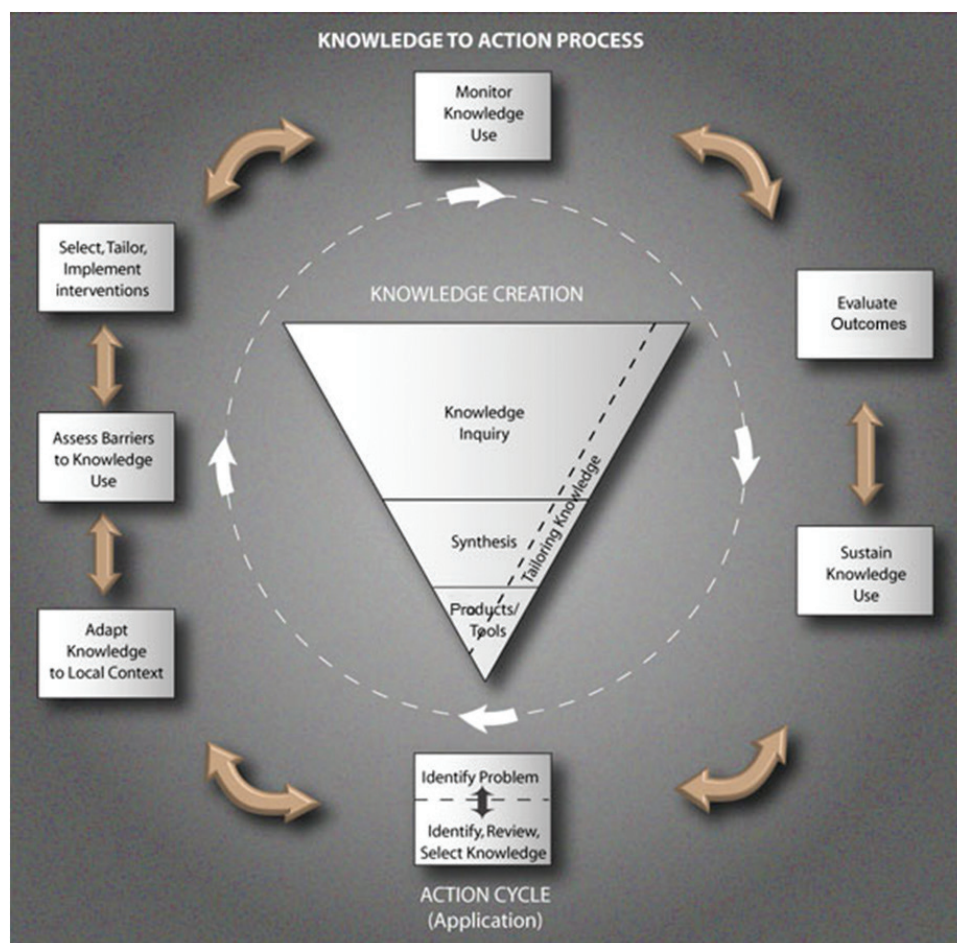 KNOWLEDGE TO ACTION PROCESS
Monitor
Knowledge
Use
Select, Tailor,
Implement
interventions
KNOWLEDGE CREATION
Evaluate
Outcomes
Knowledge
Inquiry
Assess Barriers
to Knowledge
Use
Tailoring Knowledge
Synthesis
Sustain
Knowledge
Use
Products/
Tools
Adapt
Knowledge
to Local Context
Identify Problem
Identify, Review,
Select Knowledge
ACTION CYCLE
(Application)